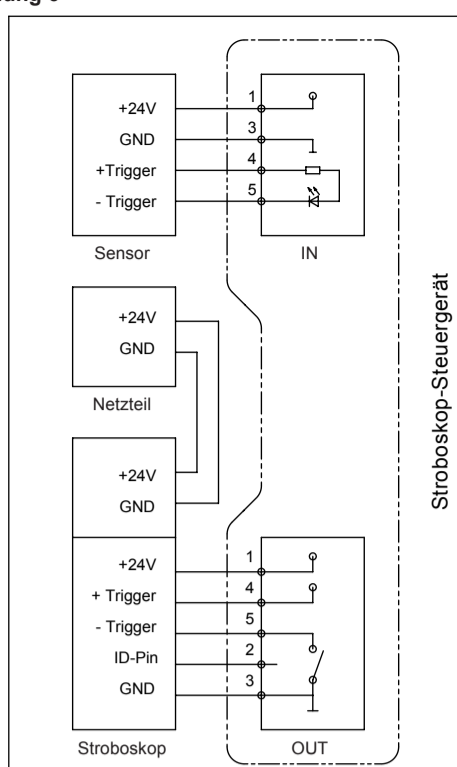 +24V
GND
+Trigger
- Trigger
Sensor
1
3
4
5
IN
+24V
GND
Netzteil
+24V
GND
+24V
+ Trigger
- Trigger
ID-Pin
GND
Stroboskop
1
4
5
2
3
OUT
Stroboskop-Steuergerät